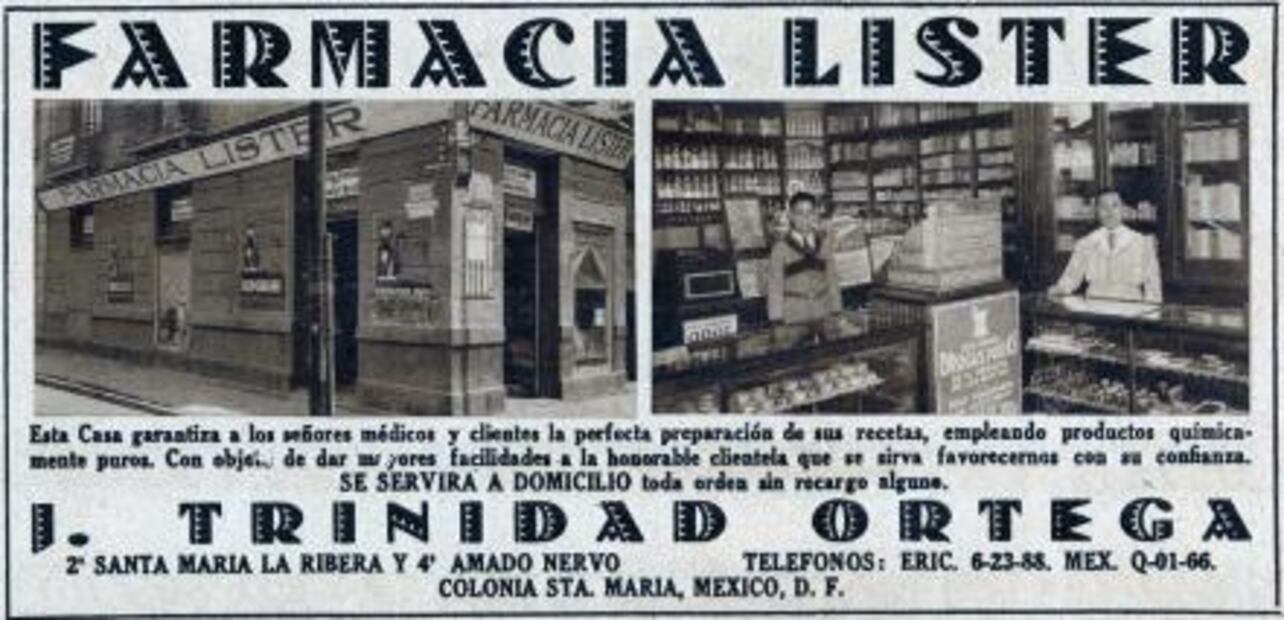 FARMACIA LISTER
FARMACIA LISTER
FARMACIA LISTER
Esta Casa garantiza a los señores médicos y clientes la perfecta preparación de sus recetas, empleando productos química-
mente puros. Con objeto de dar mayores facilidades a la honorable clientela que se sirva favorecernos con su confianza.
SE SERVIRA A DOMICILIO toda orden sin recargo alguno.
J. TRINIDAD ORTEGA
2ª SANTA MARIA LA RIBERA Y 4ª AMADO NERVO
TELEFONOS: ERIC. 6-23-88. MEX. Q-01-66.
COLONIA STA. MARIA, MEXICO, D. F.